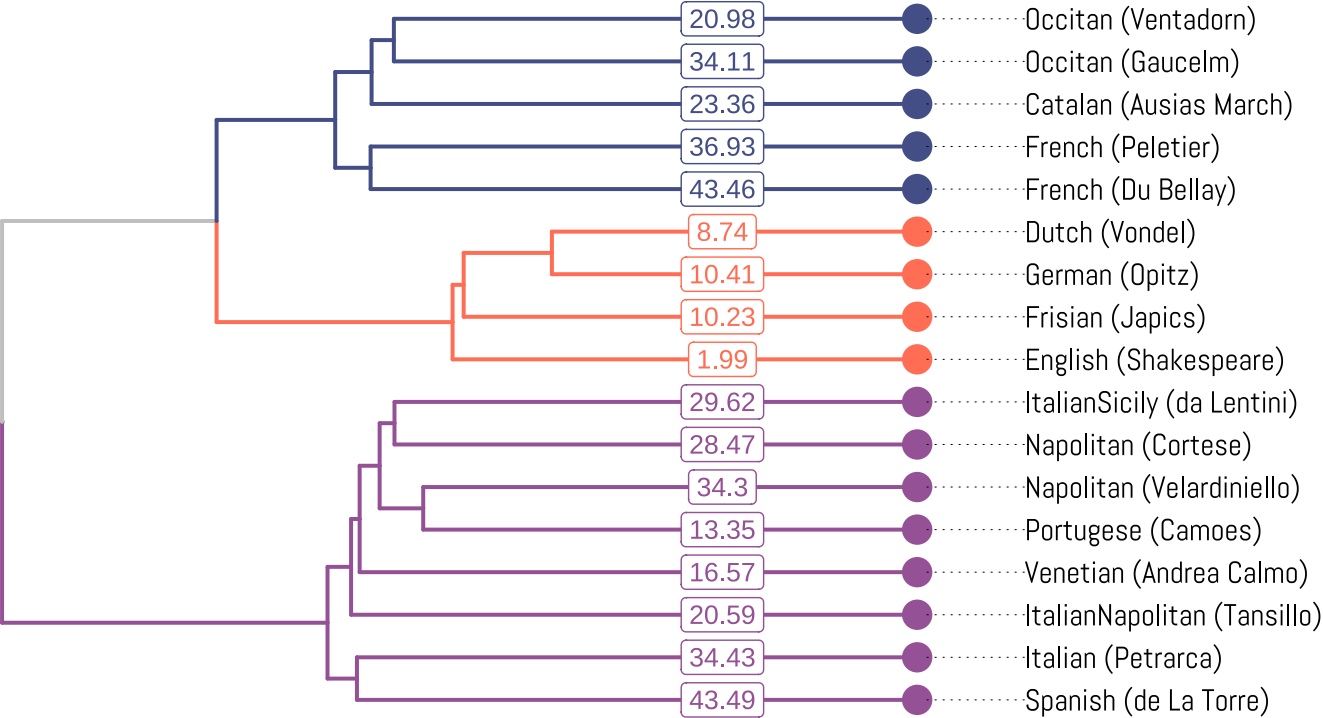 20.98 Occitan (Ventadorn)
34.11 Occitan (Gaucelm)
23.36 Catalan (Ausias March)
36.93 French (Peletier)
43.46 French (Du Bellay)
8.74 Dutch (Vondel)
10.41 German (Opitz)
10.23 Frisian (Japics)
1.99 English (Shakespeare)
29.62 ItalianSicily (da Lentini)
28.47 Napolitan (Cortese)
34.3 Napolitan (Velardiniello)
13.35 Portugese (Camoes)
16.57 Venetian (Andrea Calmo)
20.59 ItalianNapolitan (Tansillo)
34.43 Italian (Petrarca)
43.49 Spanish (de La Torre)